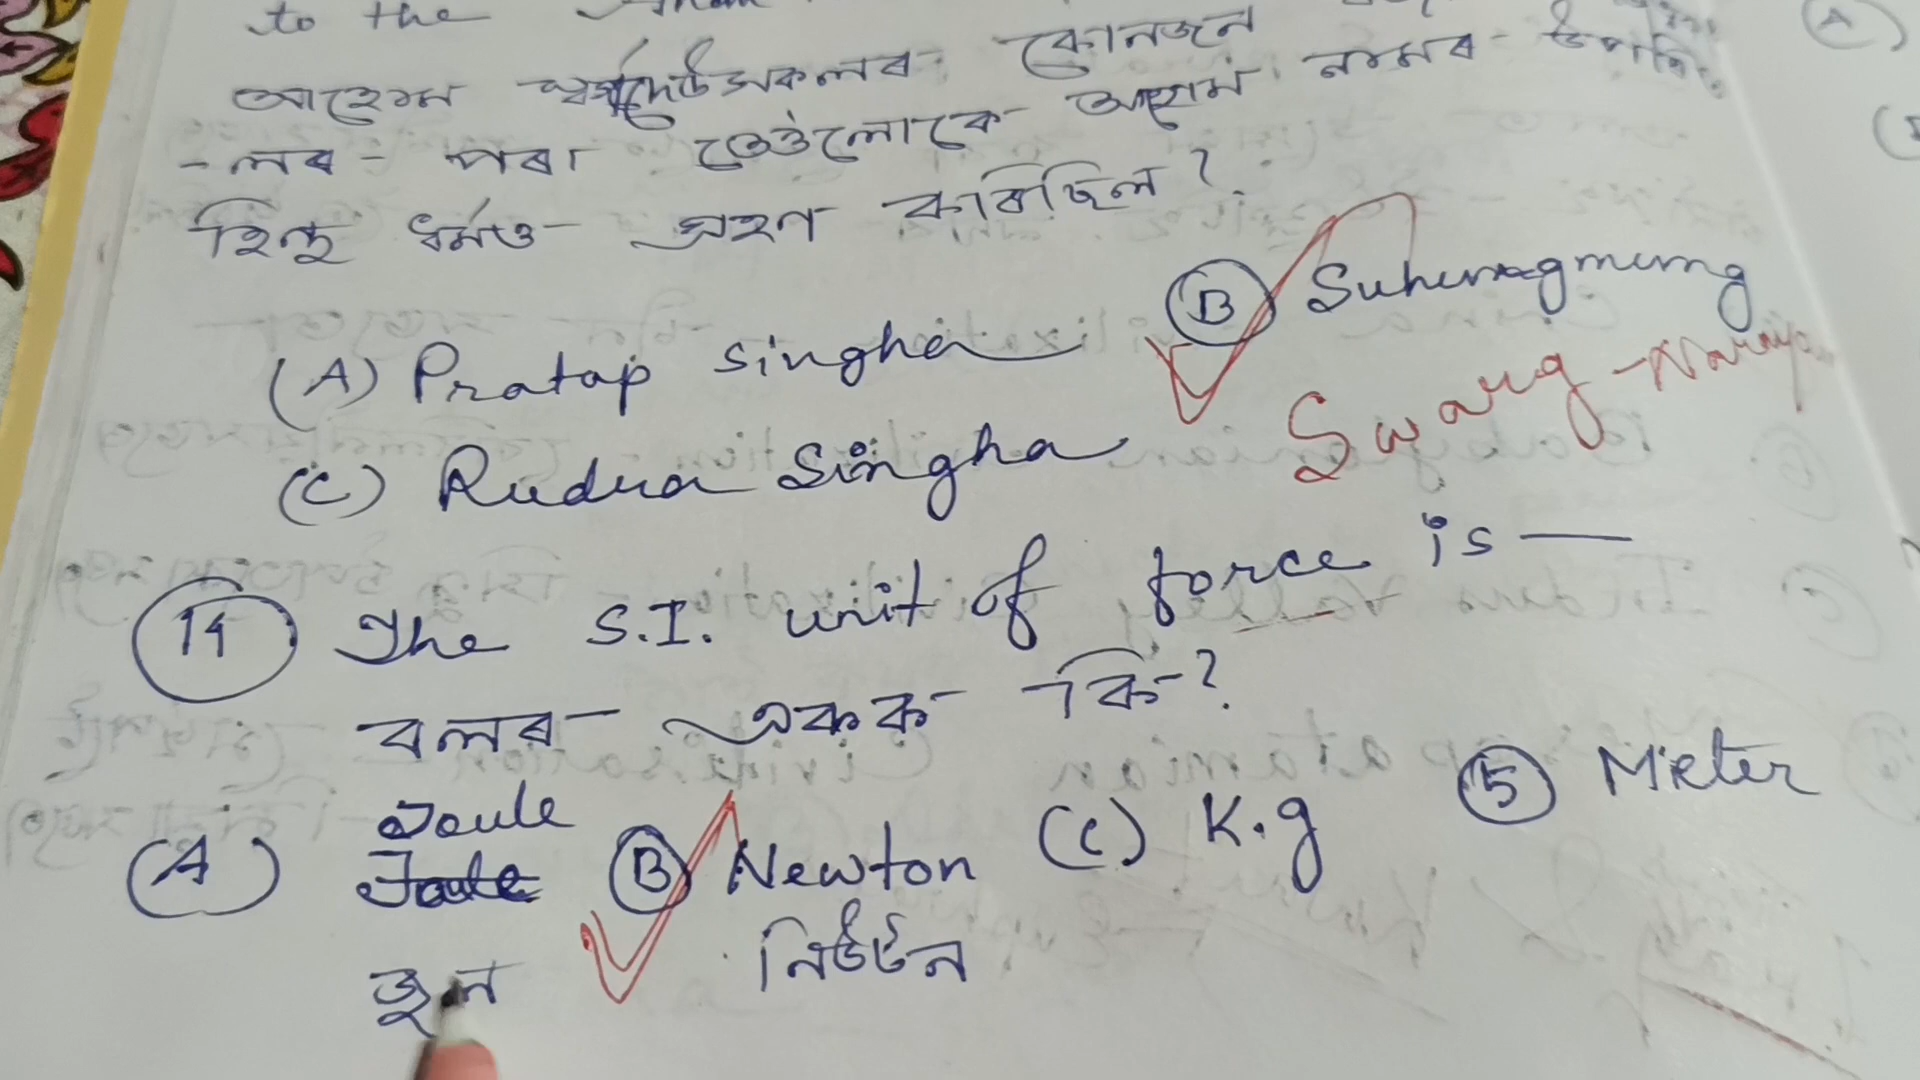 to the
আহোম স্বৰ্গদেউসকলৰ কোনজন
-লৰ- পৰা তেওঁলোকে আহোম নামৰ উপাধি
হিন্দু ধৰ্মও গ্ৰহণ কৰিছিল?
(A) Pratap Singha (B) Suhungmung
Swarg-Narayan
(C) Rudra Singha
14 The S.I. unit of force is —
বলৰ একক কি?
(A) Joule (B) Newton (C) K.g (5) Meter
জুল নিউটন